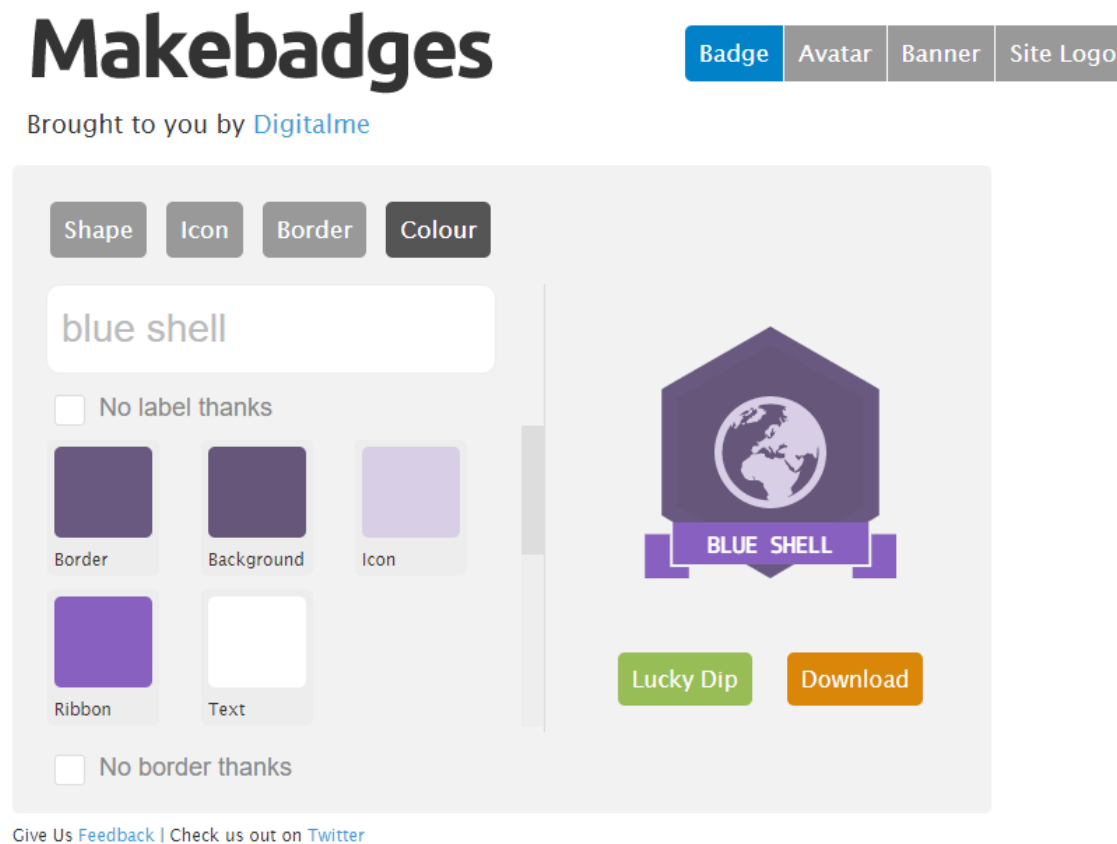 Makebadges
Badge Avatar Banner Site Logo
Brought to you by Digitalme
Shape Icon Border Colour
blue shell
No label thanks
Border Background Icon
BLUE SHELL
Ribbon Text
Lucky Dip Download
No border thanks
Give Us Feedback | Check us out on Twitter